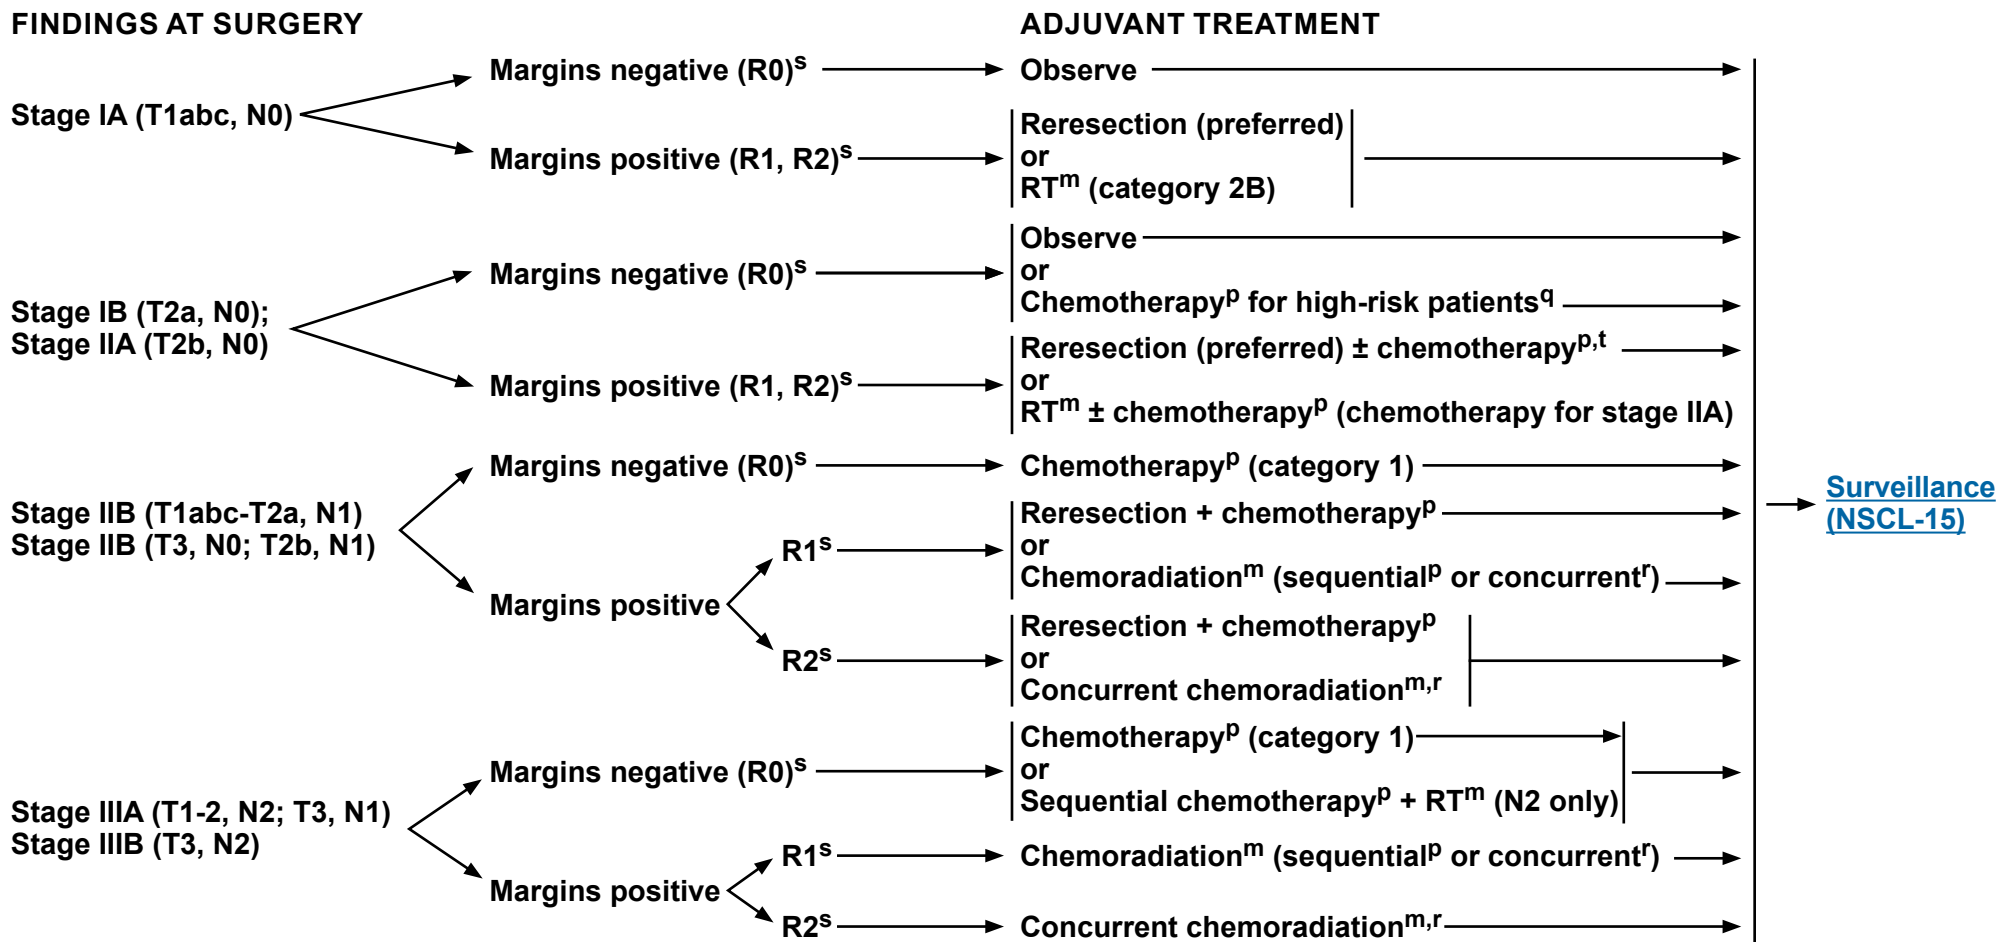 FINDINGS AT SURGERY
ADJUVANT TREATMENT
Stage IA (T1abc, N0)
Margins negative (R0)s
Observe
Margins positive (R1, R2)s
Reresection (preferred)
or
RTm (category 2B)
Stage IB (T2a, N0);
Stage IIA (T2b, N0)
Margins negative (R0)s
Observe
or
Chemotherapyp for high-risk patientsq
Margins positive (R1, R2)s
Reresection (preferred) ± chemotherapyp,t
or
RTm ± chemotherapyp (chemotherapy for stage IIA)
Stage IIB (T1abc-T2a, N1)
Stage IIB (T3, N0; T2b, N1)
Margins negative (R0)s
Chemotherapyp (category 1)
Margins positive
R1s
Reresection + chemotherapyp
or
Chemoradiationm (sequentialp or concurrentr)
R2s
Reresection + chemotherapyp
or
Concurrent chemoradiationm,r
Stage IIIA (T1-2, N2; T3, N1)
Stage IIIB (T3, N2)
Margins negative (R0)s
Chemotherapyp (category 1)
or
Sequential chemotherapyp + RTm (N2 only)
Margins positive
R1s
Chemoradiationm (sequentialp or concurrentr)
R2s
Concurrent chemoradiationm,r
Surveillance
(NSCL-15)